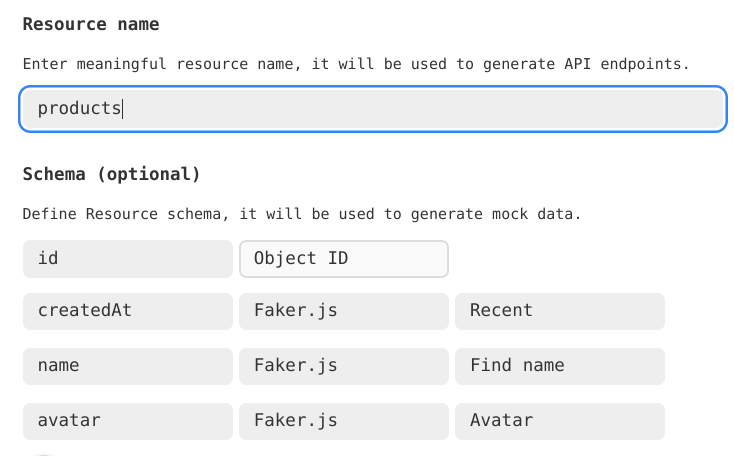 Resource name
Enter meaningful resource name, it will be used to generate API endpoints.
products
Schema (optional)
Define Resource schema, it will be used to generate mock data.
id Object ID
createdAt Faker.js Recent
name Faker.js Find name
avatar Faker.js Avatar